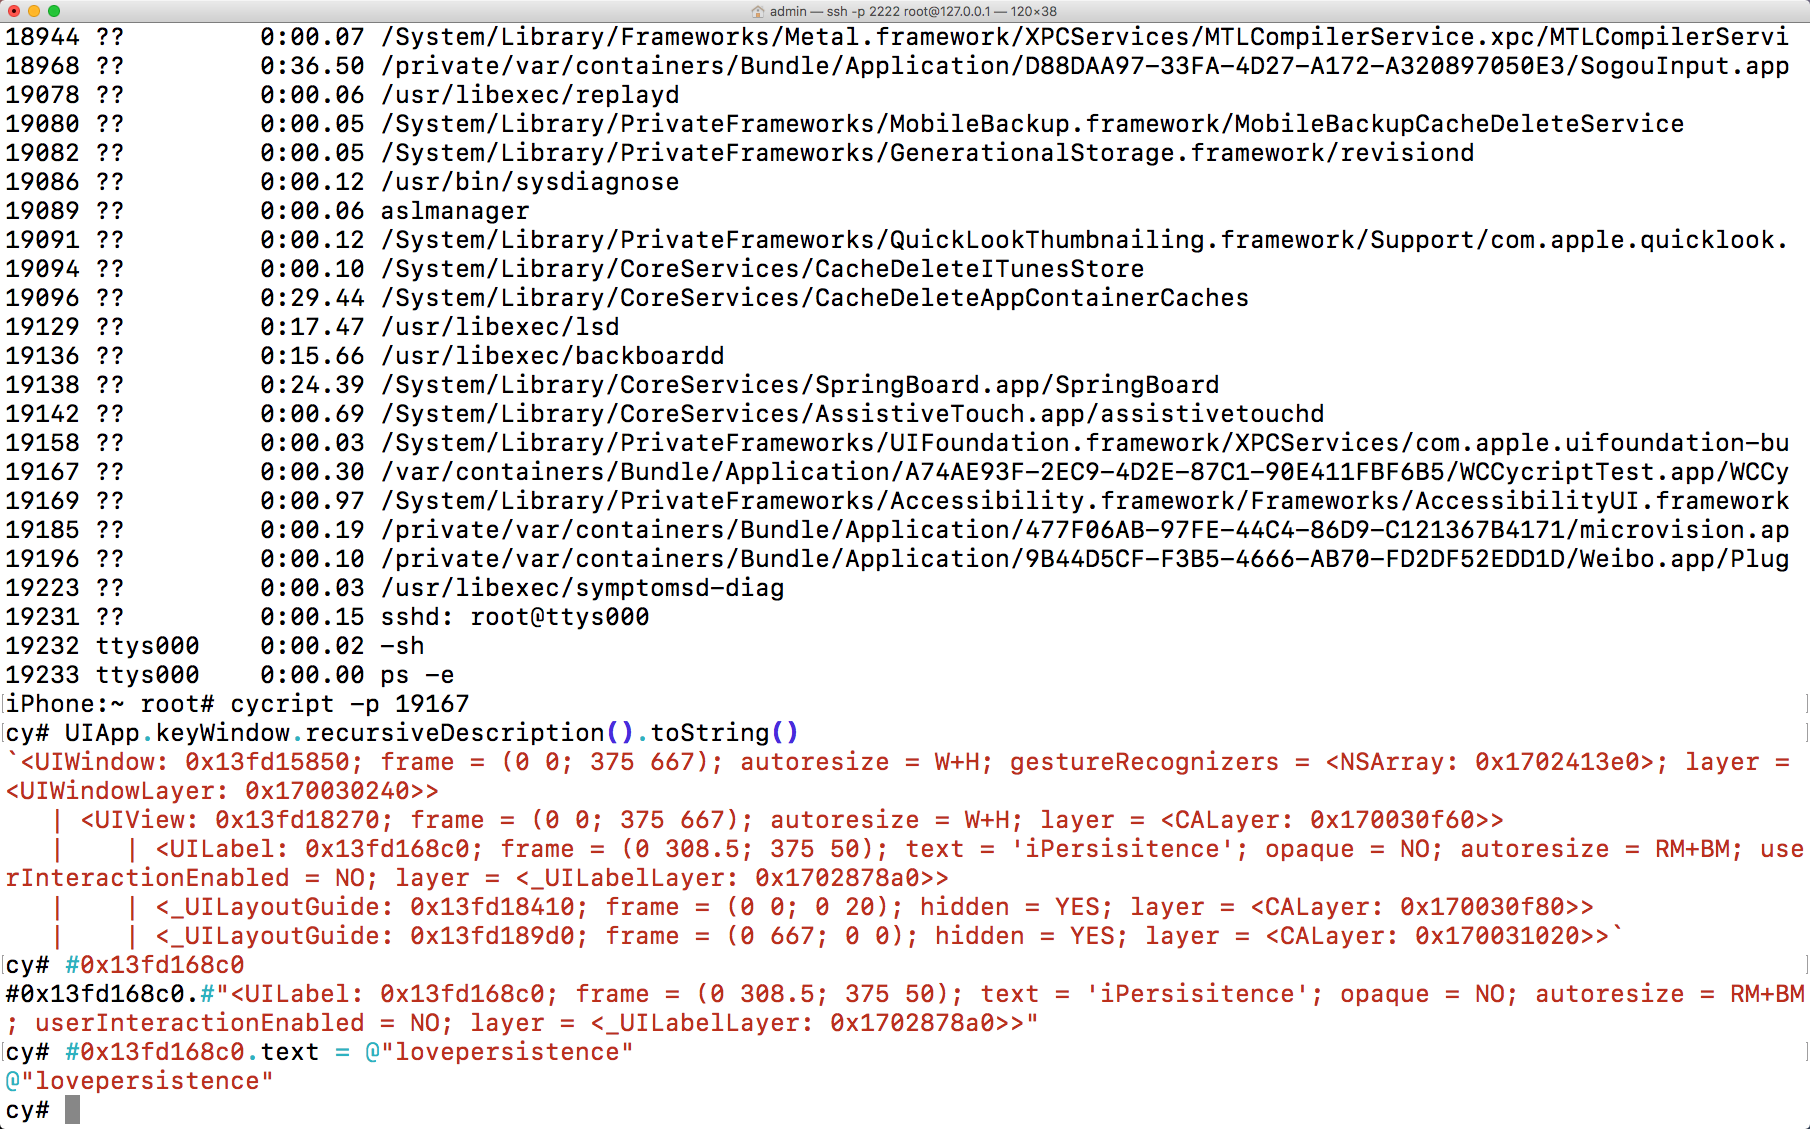 admin — ssh -p 2222 root@127.0.0.1 — 120×38
18944 ??         0:00.07 /System/Library/Frameworks/Metal.framework/XPCServices/MTLCompilerService.xpc/MTLCompilerServi
18968 ??         0:36.50 /private/var/containers/Bundle/Application/D88DAA97-33FA-4D27-A172-A320897050E3/SogouInput.app
19078 ??         0:00.06 /usr/libexec/replayd
19080 ??         0:00.05 /System/Library/PrivateFrameworks/MobileBackup.framework/MobileBackupCacheDeleteService
19082 ??         0:00.05 /System/Library/PrivateFrameworks/GenerationalStorage.framework/revisiond
19086 ??         0:00.12 /usr/bin/sysdiagnose
19089 ??         0:00.06 aslmanager
19091 ??         0:00.12 /System/Library/PrivateFrameworks/QuickLookThumbnailing.framework/Support/com.apple.quicklook.
19094 ??         0:00.10 /System/Library/CoreServices/CacheDeleteITunesStore
19096 ??         0:29.44 /System/Library/CoreServices/CacheDeleteAppContainerCaches
19129 ??         0:17.47 /usr/libexec/lsd
19136 ??         0:15.66 /usr/libexec/backboardd
19138 ??         0:24.39 /System/Library/CoreServices/SpringBoard.app/SpringBoard
19142 ??         0:00.69 /System/Library/CoreServices/AssistiveTouch.app/assistivetouchd
19158 ??         0:00.03 /System/Library/PrivateFrameworks/UIFoundation.framework/XPCServices/com.apple.uifoundation-bu
19167 ??         0:00.30 /var/containers/Bundle/Application/A74AE93F-2EC9-4D2E-87C1-90E411FBF6B5/WCCycriptTest.app/WCCy
19169 ??         0:00.97 /System/Library/PrivateFrameworks/Accessibility.framework/Frameworks/AccessibilityUI.framework
19185 ??         0:00.19 /private/var/containers/Bundle/Application/477F06AB-97FE-44C4-86D9-C121367B4171/microvision.ap
19196 ??         0:00.10 /private/var/containers/Bundle/Application/9B44D5CF-F3B5-4666-AB70-FD2DF52EDD1D/Weibo.app/Plug
19223 ??         0:00.03 /usr/libexec/symptomsd-diag
19231 ??         0:00.15 sshd: root@ttys000
19232 ttys000    0:00.02 -sh
19233 ttys000    0:00.00 ps -e
iPhone:~ root# cycript -p 19167
cy# UIApp.keyWindow.recursiveDescription().toString()
`<UIWindow: 0x13fd15850; frame = (0 0; 375 667); autoresize = W+H; gestureRecognizers = <NSArray: 0x1702413e0>; layer =
<UIWindowLayer: 0x170030240>>
   | <UIView: 0x13fd18270; frame = (0 0; 375 667); autoresize = W+H; layer = <CALayer: 0x170030f60>>
   |    | <UILabel: 0x13fd168c0; frame = (0 308.5; 375 50); text = 'iPersisitence'; opaque = NO; autoresize = RM+BM; use
rInteractionEnabled = NO; layer = <_UILabelLayer: 0x1702878a0>>
   |    | <_UILayoutGuide: 0x13fd18410; frame = (0 0; 0 20); hidden = YES; layer = <CALayer: 0x170030f80>>
   |    | <_UILayoutGuide: 0x13fd189d0; frame = (0 667; 0 0); hidden = YES; layer = <CALayer: 0x170031020>>`
cy# #0x13fd168c0
#0x13fd168c0.#"<UILabel: 0x13fd168c0; frame = (0 308.5; 375 50); text = 'iPersisitence'; opaque = NO; autoresize = RM+BM
; userInteractionEnabled = NO; layer = <_UILabelLayer: 0x1702878a0>>"
cy# #0x13fd168c0.text = @"lovepersistence"
@"lovepersistence"
cy#